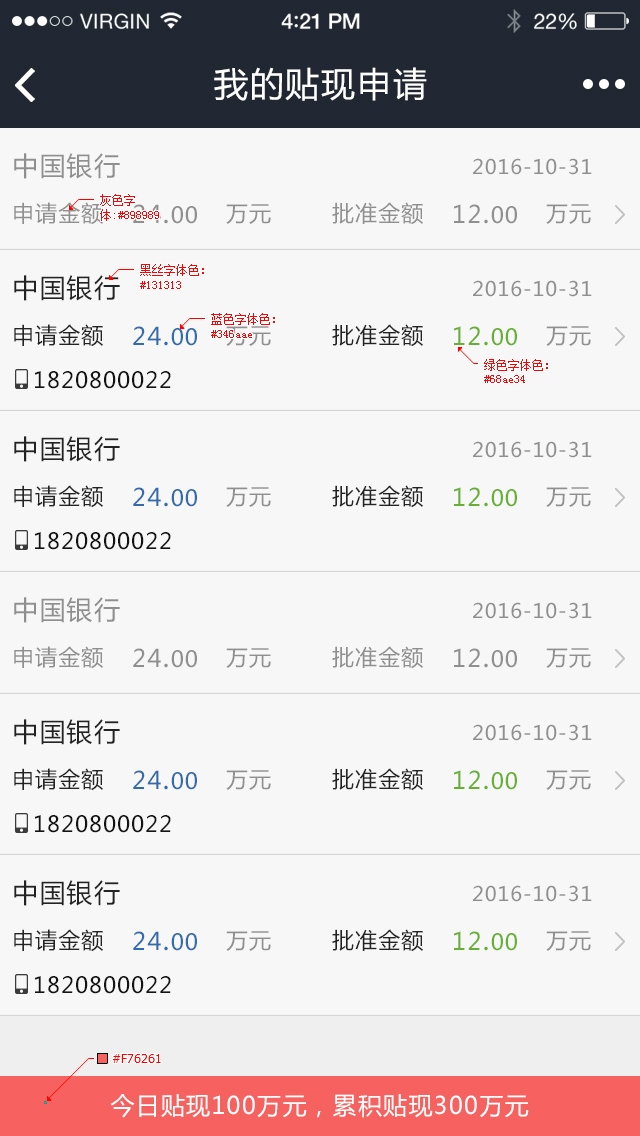 VIRGIN 4:21 PM 22%
我的贴现申请
中国银行 2016-10-31
申请金额 24.00 万元 批准金额 12.00 万元
灰色字
体:#898989
中国银行 2016-10-31
黑丝字体色:
#131313
申请金额 24.00 万元 批准金额 12.00 万元
蓝色字体色:
#346aae
绿色字体色:
#68ae34
1820800022
中国银行 2016-10-31
申请金额 24.00 万元 批准金额 12.00 万元
1820800022
中国银行 2016-10-31
申请金额 24.00 万元 批准金额 12.00 万元
中国银行 2016-10-31
申请金额 24.00 万元 批准金额 12.00 万元
1820800022
中国银行 2016-10-31
申请金额 24.00 万元 批准金额 12.00 万元
1820800022
#F76261
今日贴现100万元，累积贴现300万元